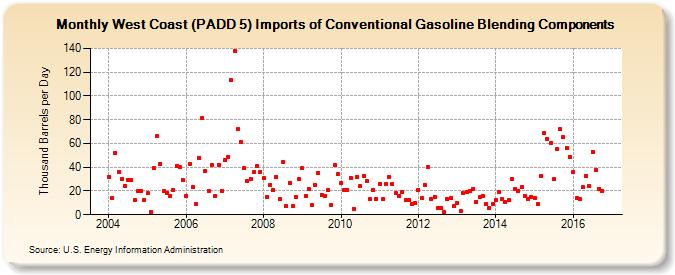 Monthly West Coast (PADD 5) Imports of Conventional Gasoline Blending Components
Thousand Barrels per Day
140
120
100
80
60
40
20
0
2004 2006 2008 2010 2012 2014 2016
Source: U.S. Energy Information Administration